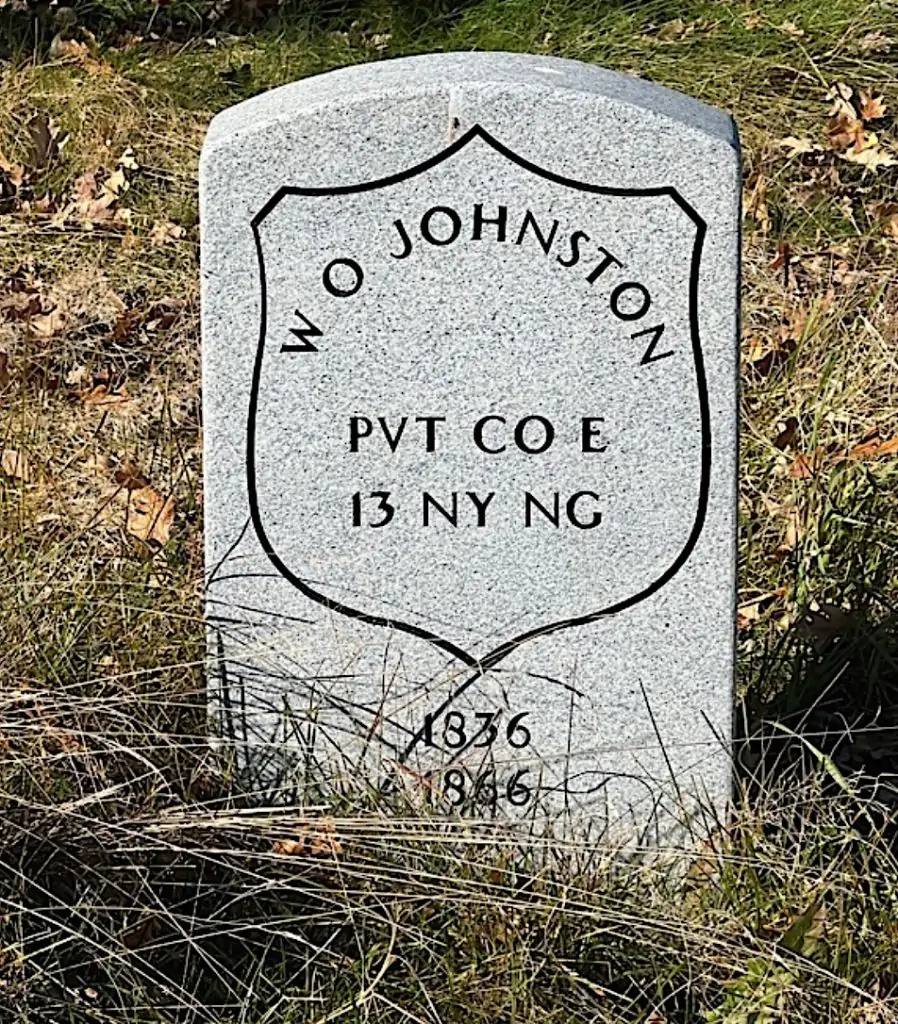 W O JOHNSTON
PVT CO E
13 NY NG
1836
1866